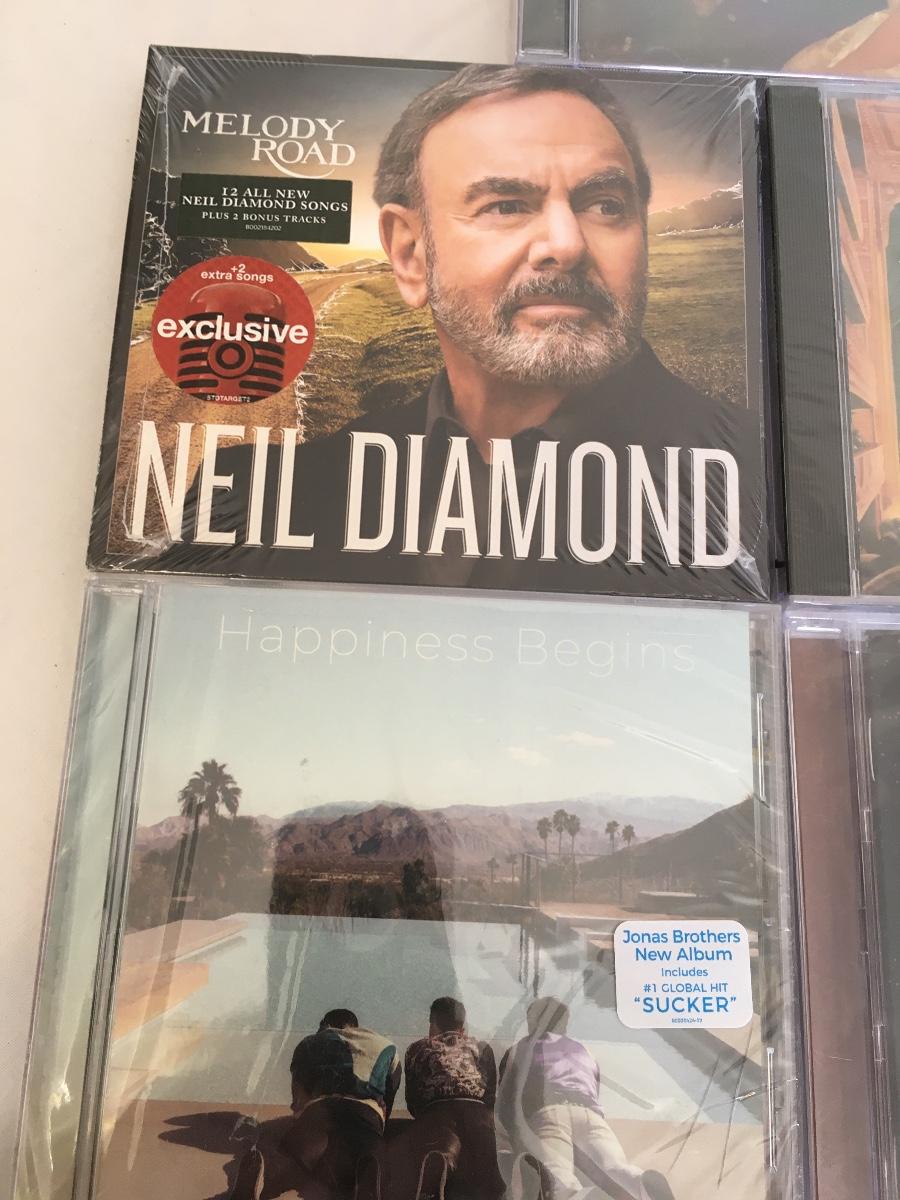 MELODY
ROAD
12 ALL NEW
NEIL DIAMOND SONGS
PLUS 2 BONUS TRACKS
+2
extra songs
exclusive
STDTARGET2
NEIL DIAMOND
Happiness Begins
Jonas Brothers
New Album
Includes
#1 GLOBAL HIT
“SUCKER”